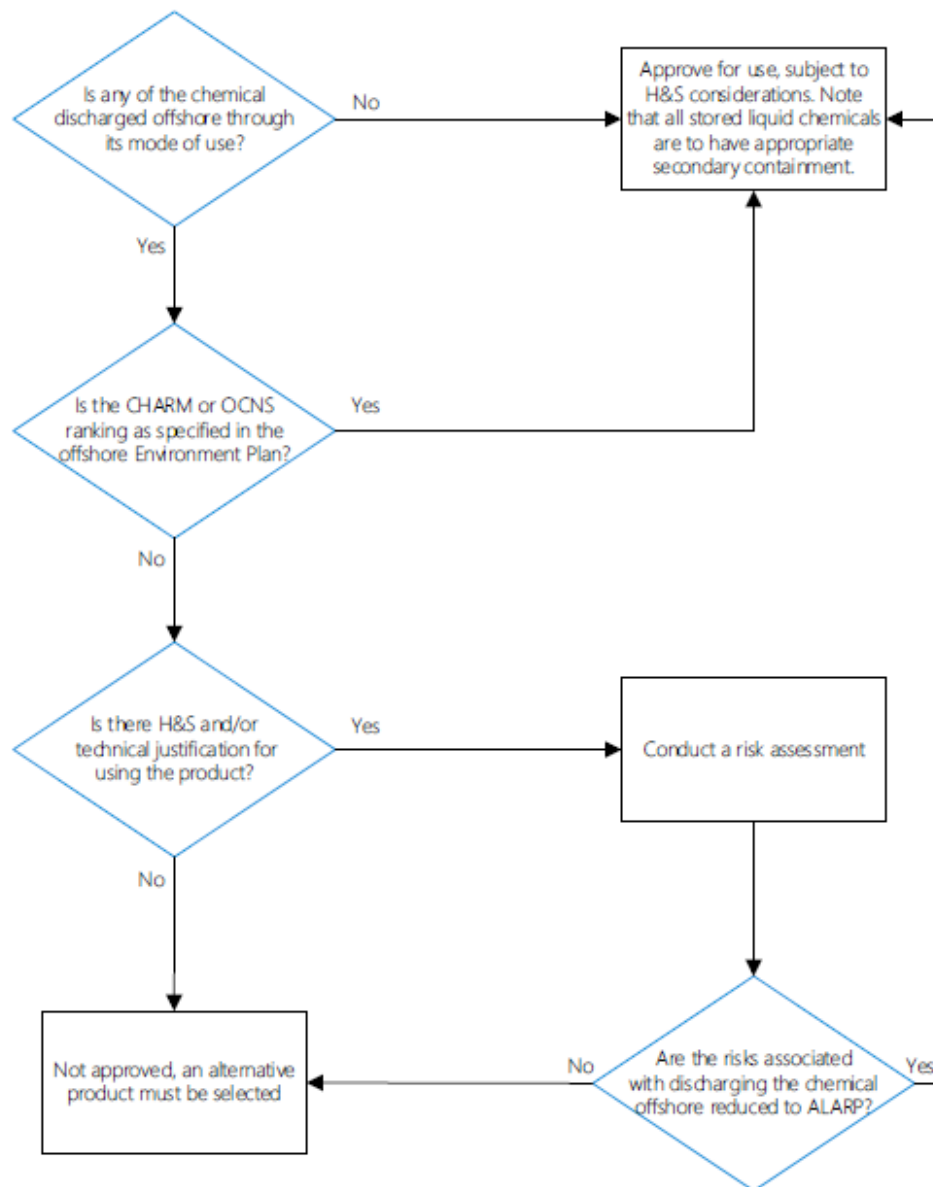 Is any of the chemical
discharged offshore through
its mode of use?
No
Approve for use, subject to
H&S considerations. Note
that all stored liquid chemicals
are to have appropriate
secondary containment.
Yes
Is the CHARM or OCNS
ranking as specified in the
offshore Environment Plan?
Yes
No
Is there H&S and/or
technical justification for
using the product?
Yes
Conduct a risk assessment
No
Not approved, an alternative
product must be selected
No
Are the risks associated
with discharging the chemical
offshore reduced to ALARP?
Yes